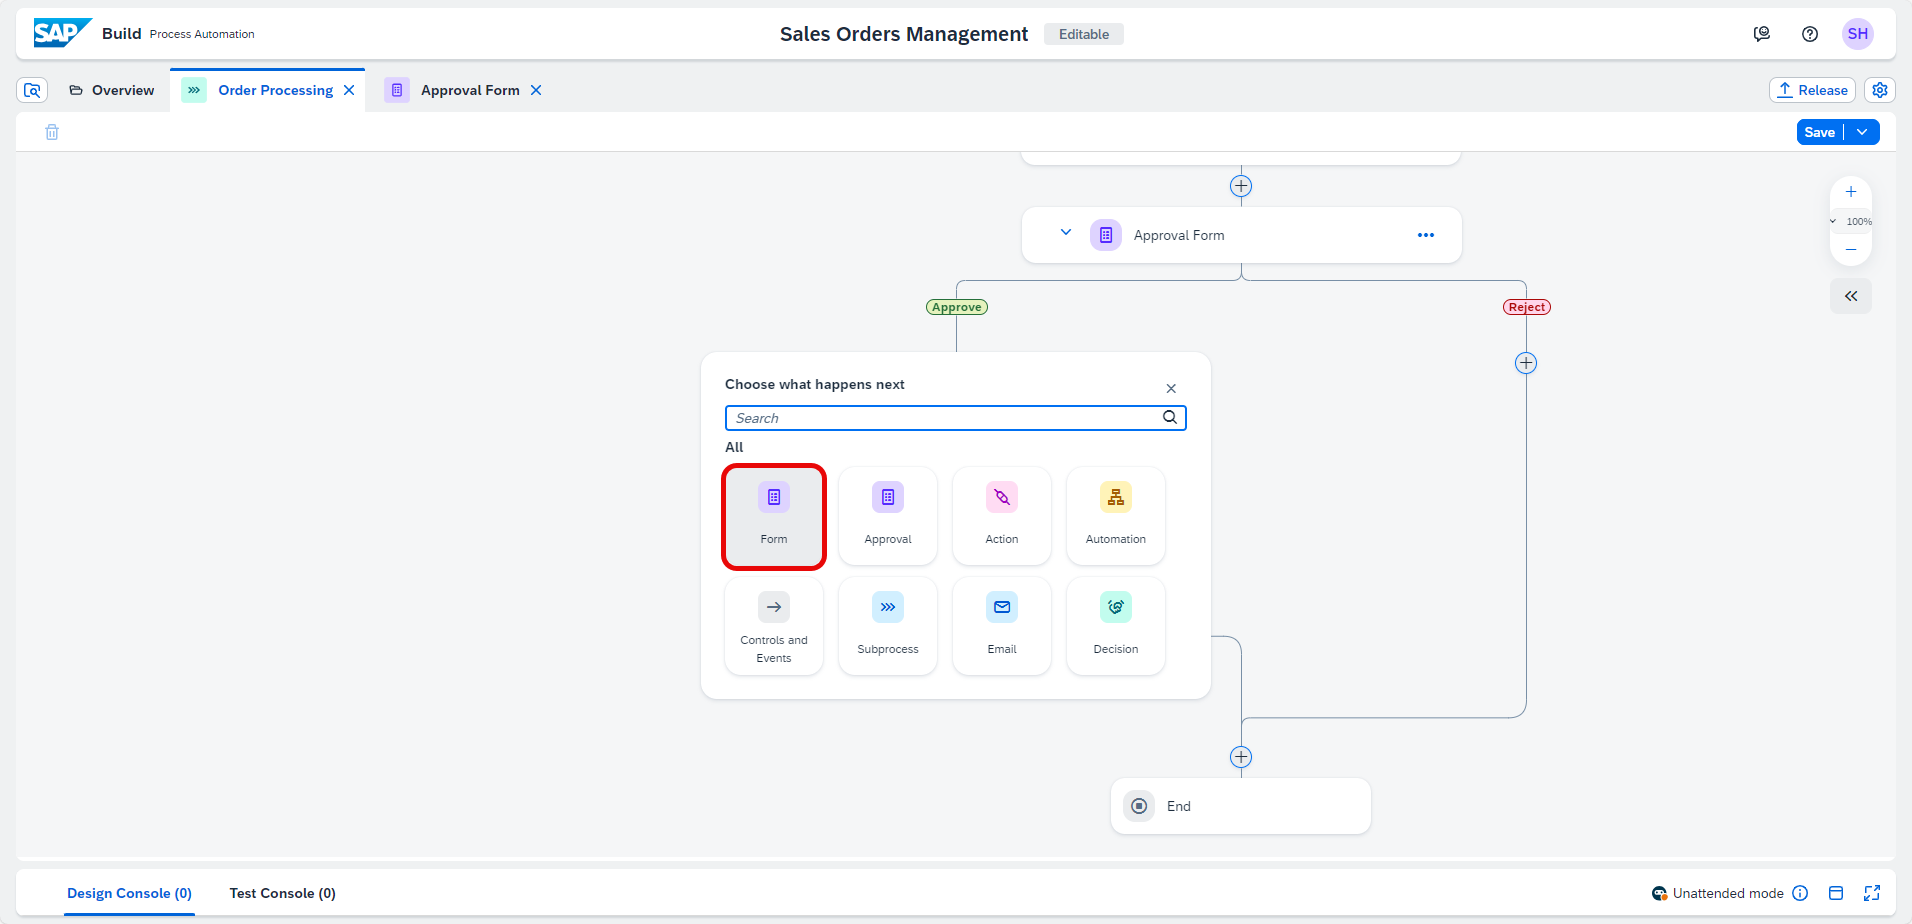 SAP Build Process Automation
Sales Orders Management
Editable
SH
Overview
Order Processing
Approval Form
Release
Save
Approval Form
100%
Approve
Reject
Choose what happens next
Search
All
Form
Approval
Action
Automation
Controls and
Events
Subprocess
Email
Decision
End
Design Console (0)
Test Console (0)
Unattended mode